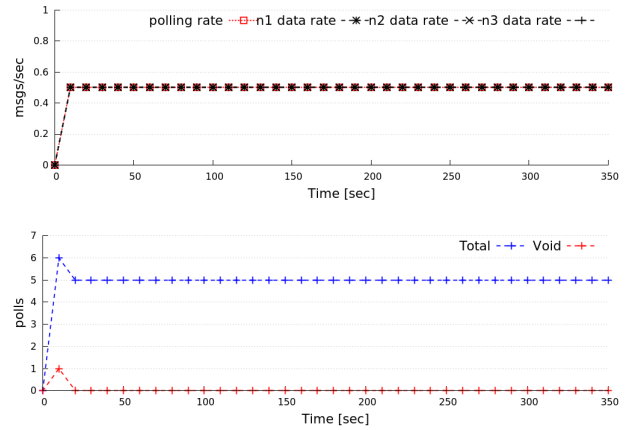 1
polling rate n1 data rate n2 data rate n3 data rate
0.8
0.6
msgs/sec
0.4
0.2
0
0 50 100 150 200 250 300 350
Time [sec]
7
Total Void
6
5
4
polls
3
2
1
0
0 50 100 150 200 250 300 350
Time [sec]